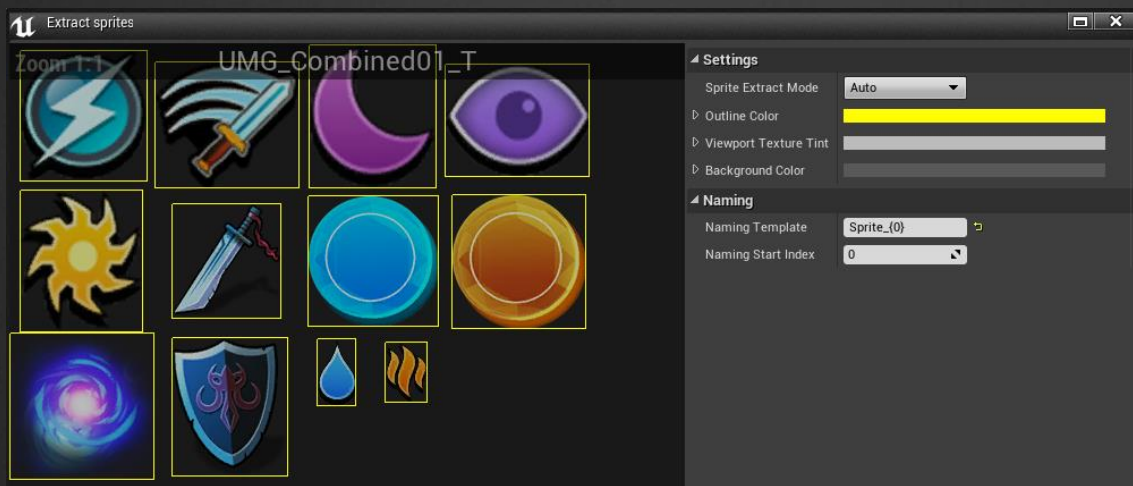 Extract sprites
Zoom 1:1
UMG_Combined01_T
Settings
Sprite Extract Mode Auto
Outline Color
Viewport Texture Tint
Background Color
Naming
Naming Template Sprite_{0}
Naming Start Index 0